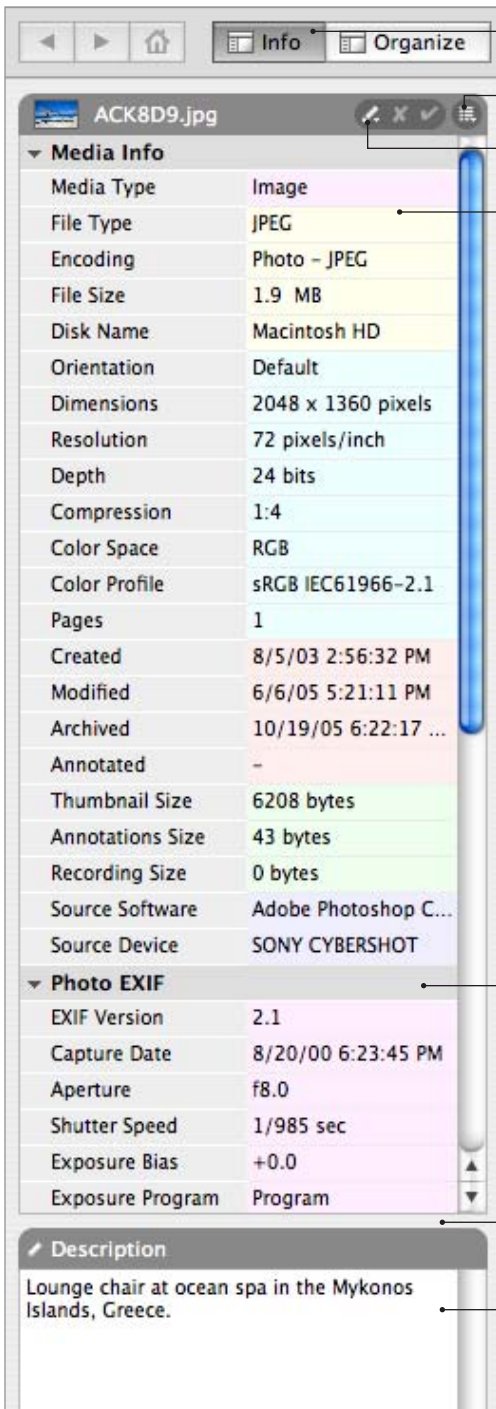 Info Organize
ACK8D9.jpg
Media Info
Media Type Image
File Type JPEG
Encoding Photo – JPEG
File Size 1.9 MB
Disk Name Macintosh HD
Orientation Default
Dimensions 2048 x 1360 pixels
Resolution 72 pixels/inch
Depth 24 bits
Compression 1:4
Color Space RGB
Color Profile sRGB IEC61966-2.1
Pages 1
Created 8/5/03 2:56:32 PM
Modified 6/6/05 5:21:11 PM
Archived 10/19/05 6:22:17 ...
Annotated –
Thumbnail Size 6208 bytes
Annotations Size 43 bytes
Recording Size 0 bytes
Source Software Adobe Photoshop C...
Source Device SONY CYBERSHOT
Photo EXIF
EXIF Version 2.1
Capture Date 8/20/00 6:23:45 PM
Aperture f8.0
Shutter Speed 1/985 sec
Exposure Bias +0.0
Exposure Program Program
Description
Lounge chair at ocean spa in the Mykonos
Islands, Greece.